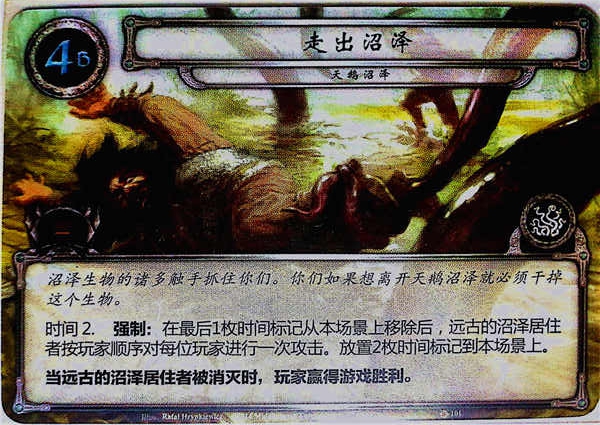 4B
走出沼泽
天鹅沼泽
沼泽生物的诸多触手抓住你们。你们如果想离开天鹅沼泽就必须干掉
这个生物。
时间 2. 强制：在最后1枚时间标记从本场景上移除后，远古的沼泽居住
者按玩家顺序对每位玩家进行一次攻击。放置2枚时间标记到本场景上。
当远古的沼泽居住者被消灭时，玩家赢得游戏胜利。
Illus. Rafał Hrynkiewicz 101